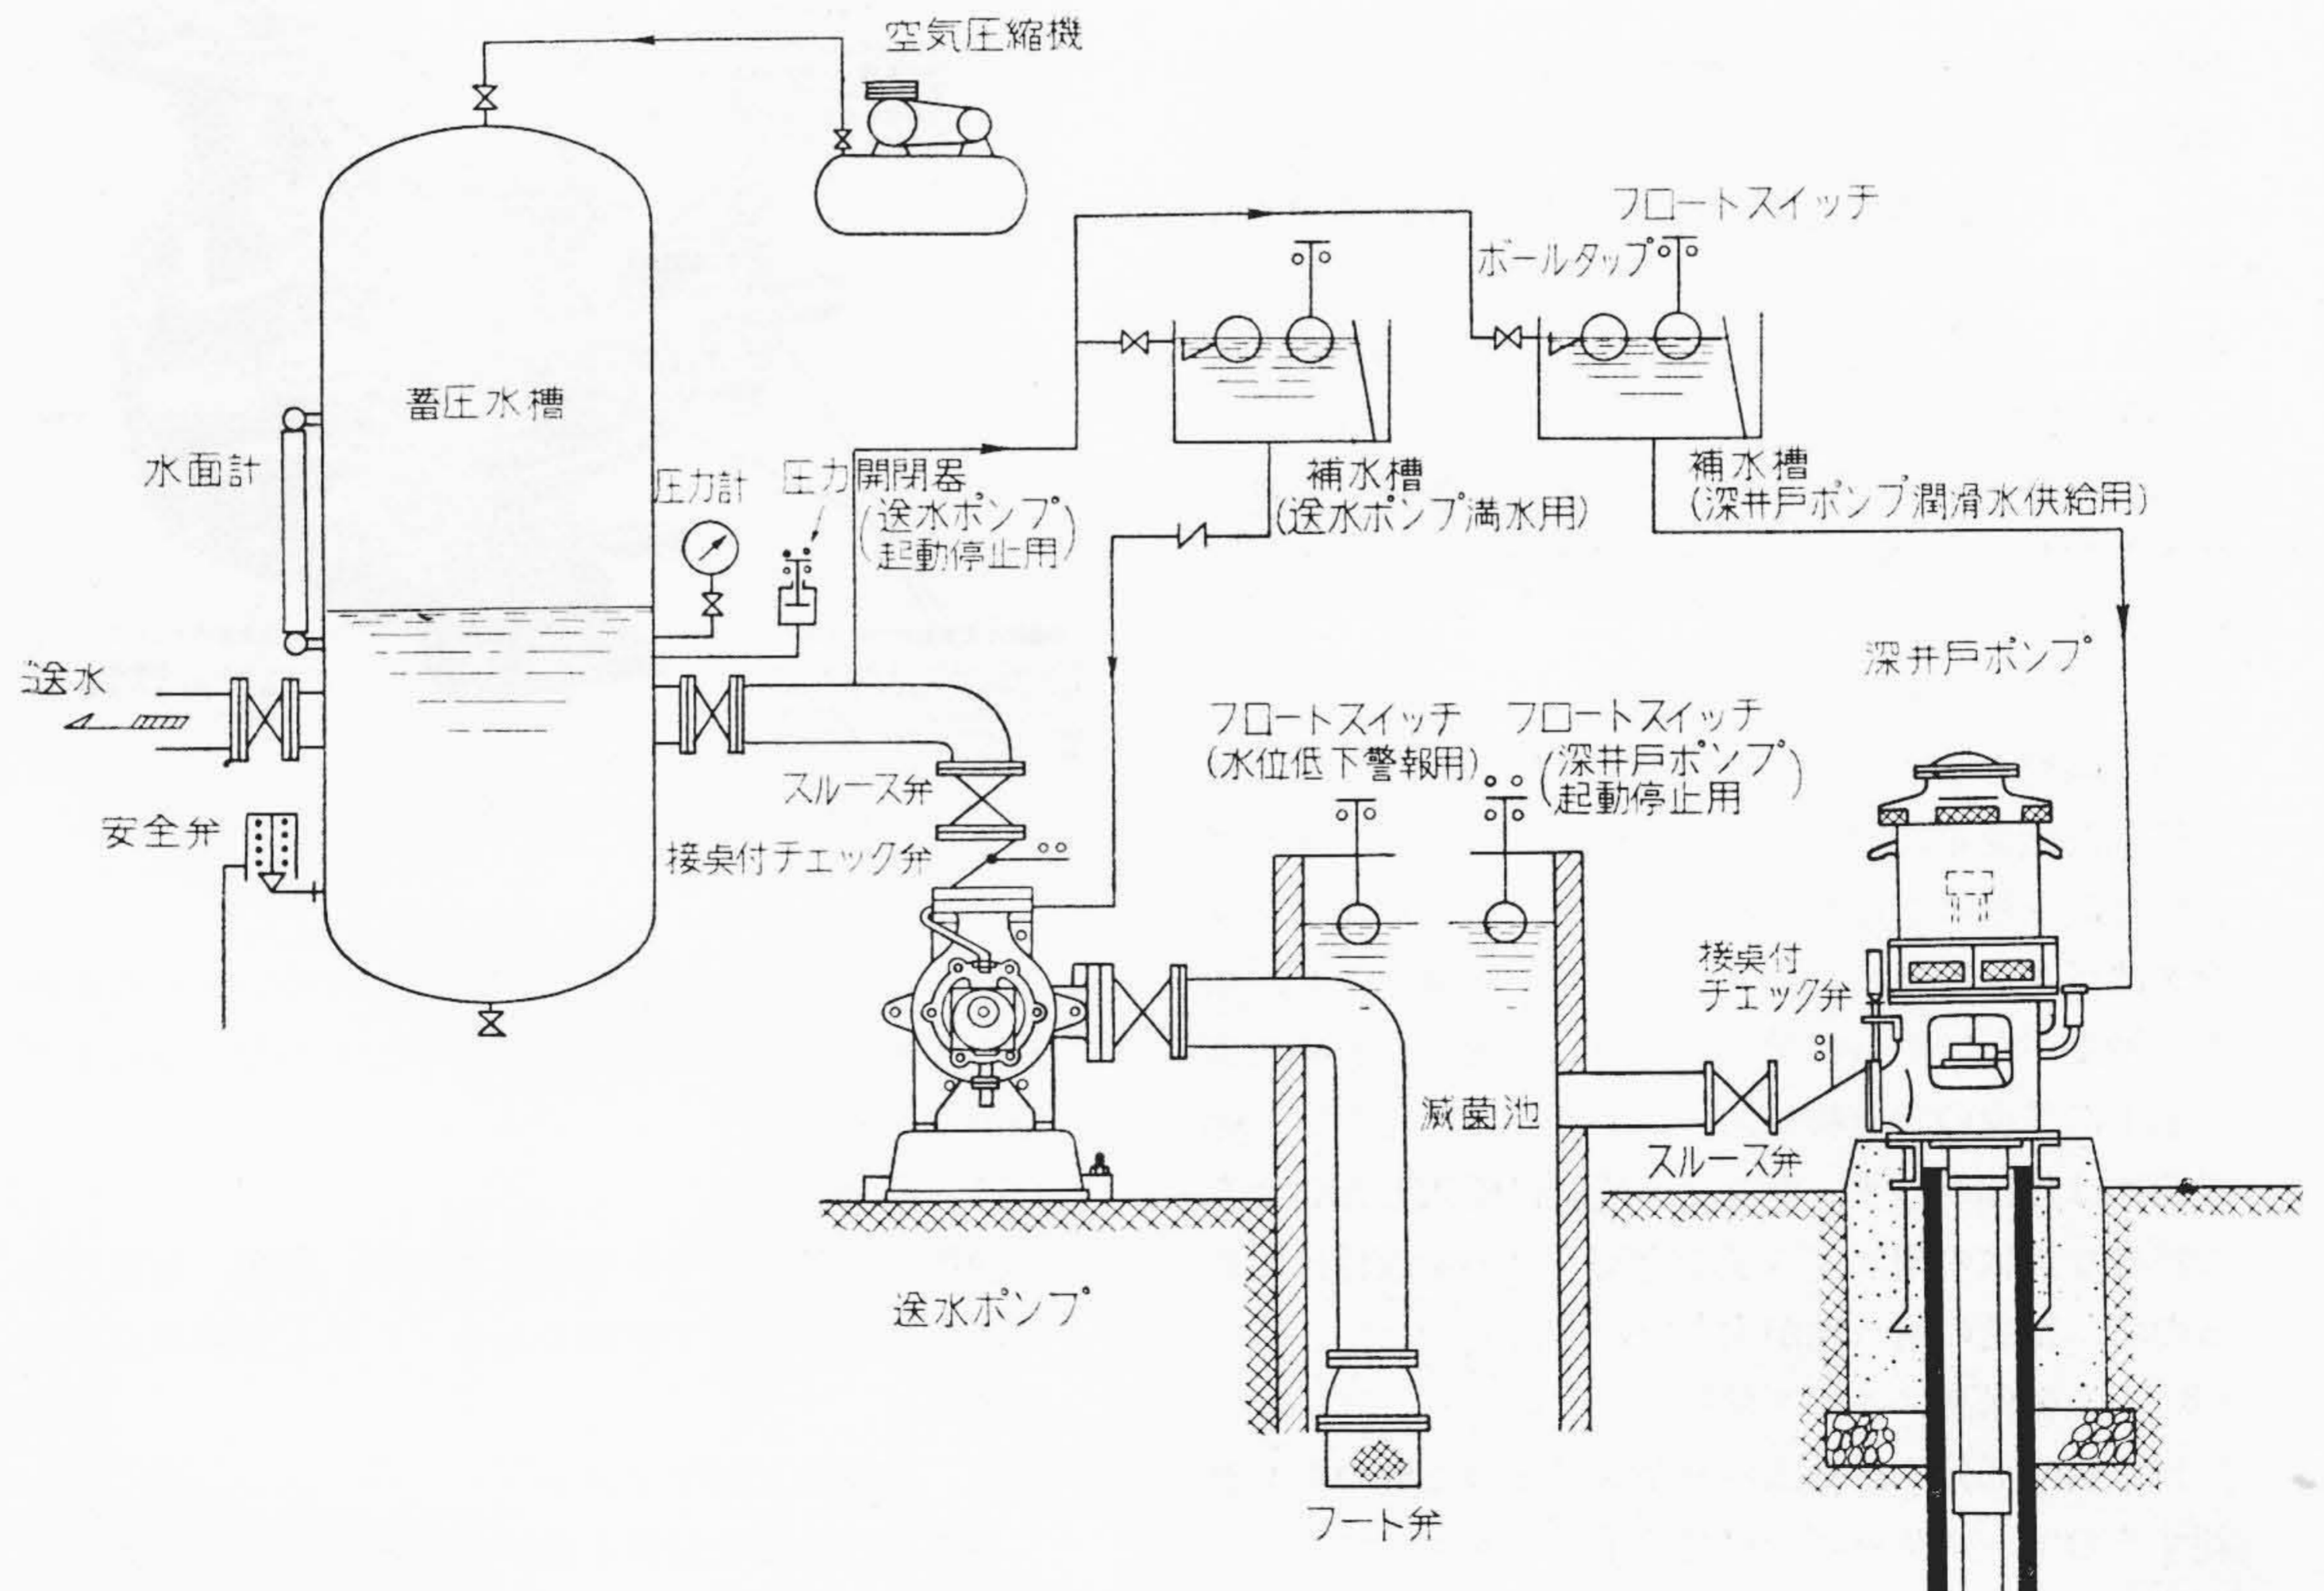 空気圧縮機
フロートスイッチ
ボールタップ
蓄圧水槽
水面計
圧力計
圧力開閉器
(送水ポンプ
起動停止用)
補水槽
(送水ポンプ満水用)
補水槽
(深井戸ポンプ潤滑水供給用)
送水
深井戸ポンプ
フロートスイッチ
(水位低下警報用)
フロートスイッチ
(深井戸ポンプ
起動停止用)
スルース弁
安全弁
接点付チェック弁
接点付
チェック弁
滅菌池
スルース弁
送水ポンプ
フート弁